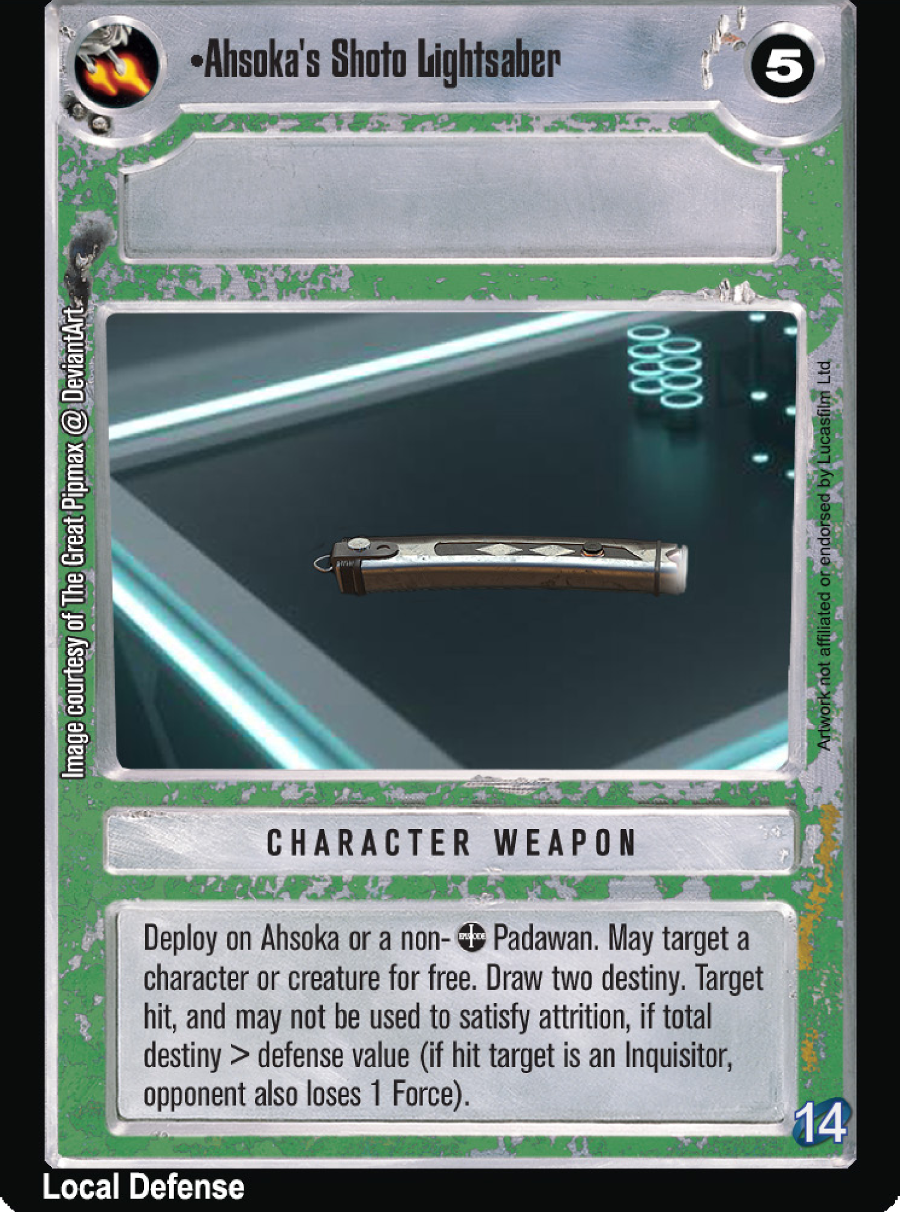 •Ahsoka's Shoto Lightsaber
5
Image courtesy of The Great Pipmax @ DeviantArt
Artwork not affiliated or endorsed by Lucasfilm Ltd.
CHARACTER WEAPON
Deploy on Ahsoka or a non- EPISODE I Padawan. May target a
character or creature for free. Draw two destiny. Target
hit, and may not be used to satisfy attrition, if total
destiny > defense value (if hit target is an Inquisitor,
opponent also loses 1 Force).
14
Local Defense